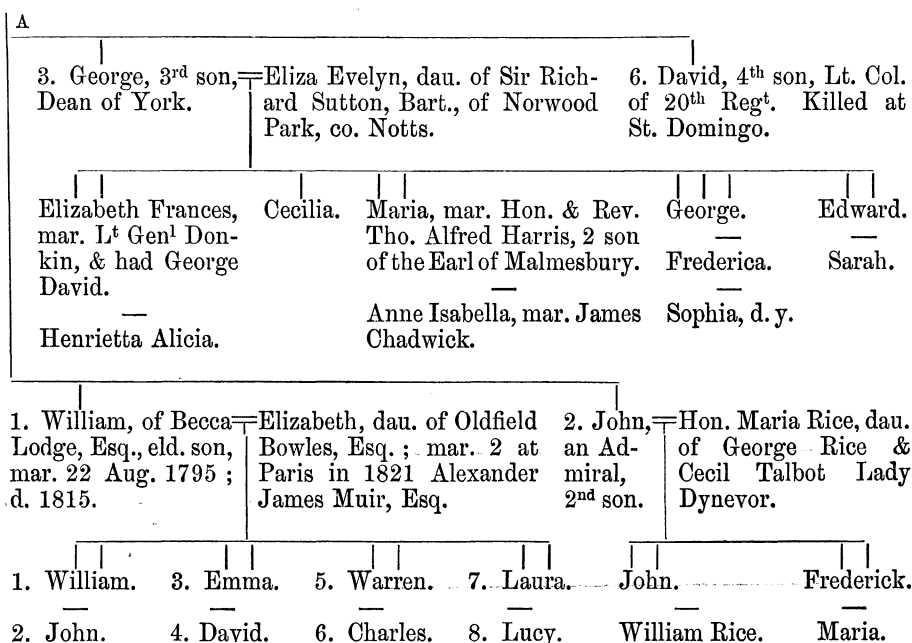 A
3. George, 3rd son, Eliza Evelyn, dau. of Sir Rich- 6. David, 4th son, Lt. Col.
Dean of York. ard Sutton, Bart., of Norwood of 20th Regt. Killed at
Park, co. Notts. St. Domingo.
Elizabeth Frances, Cecilia. Maria, mar. Hon. & Rev. George. Edward.
mar. Lt Genl Don- Tho. Alfred Harris, 2 son
kin, & had George of the Earl of Malmesbury. Frederica. Sarah.
David.
Anne Isabella, mar. James Sophia, d. y.
Henrietta Alicia. Chadwick.
1. William, of Becca Elizabeth, dau. of Oldfield 2. John, Hon. Maria Rice, dau.
Lodge, Esq., eld. son, Bowles, Esq. ; mar. 2 at an Ad- of George Rice &
mar. 22 Aug. 1795 ; Paris in 1821 Alexander miral, Cecil Talbot Lady
d. 1815. James Muir, Esq. 2nd son. Dynevor.
1. William. 3. Emma. 5. Warren. 7. Laura. John. Frederick.
2. John. 4. David. 6. Charles. 8. Lucy. William Rice. Maria.